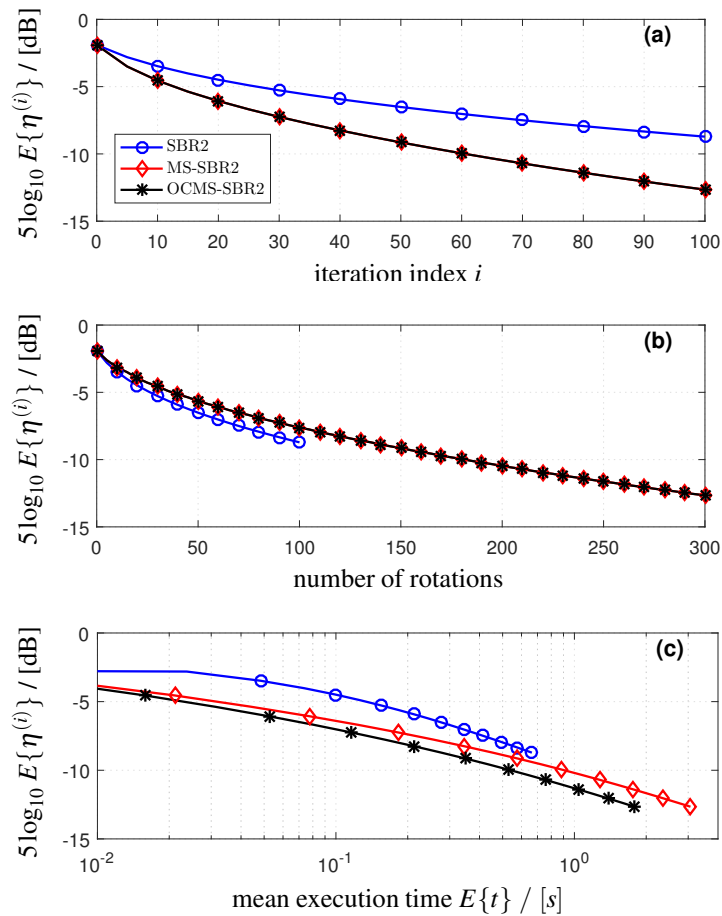 (a)
0
-5
-10
-15
5log₁₀ E{η⁽ⁱ⁾} / [dB]
SBR2
MS-SBR2
OCMS-SBR2
0 10 20 30 40 50 60 70 80 90 100
iteration index i
(b)
0
-5
-10
-15
5log₁₀ E{η⁽ⁱ⁾} / [dB]
0 50 100 150 200 250 300
number of rotations
(c)
0
-5
-10
-15
5log₁₀ E{η⁽ⁱ⁾} / [dB]
10⁻² 10⁻¹ 10⁰
mean execution time E{t} / [s]